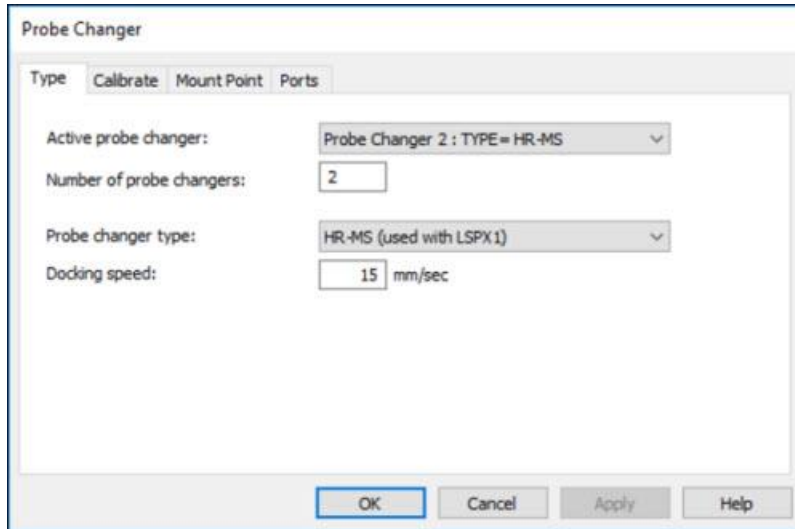 Probe Changer
Type Calibrate Mount Point Ports
Active probe changer: Probe Changer 2 : TYPE= HR-MS
Number of probe changers: 2
Probe changer type: HR-MS (used with LSPX1)
Docking speed: 15 mm/sec
OK Cancel Apply Help